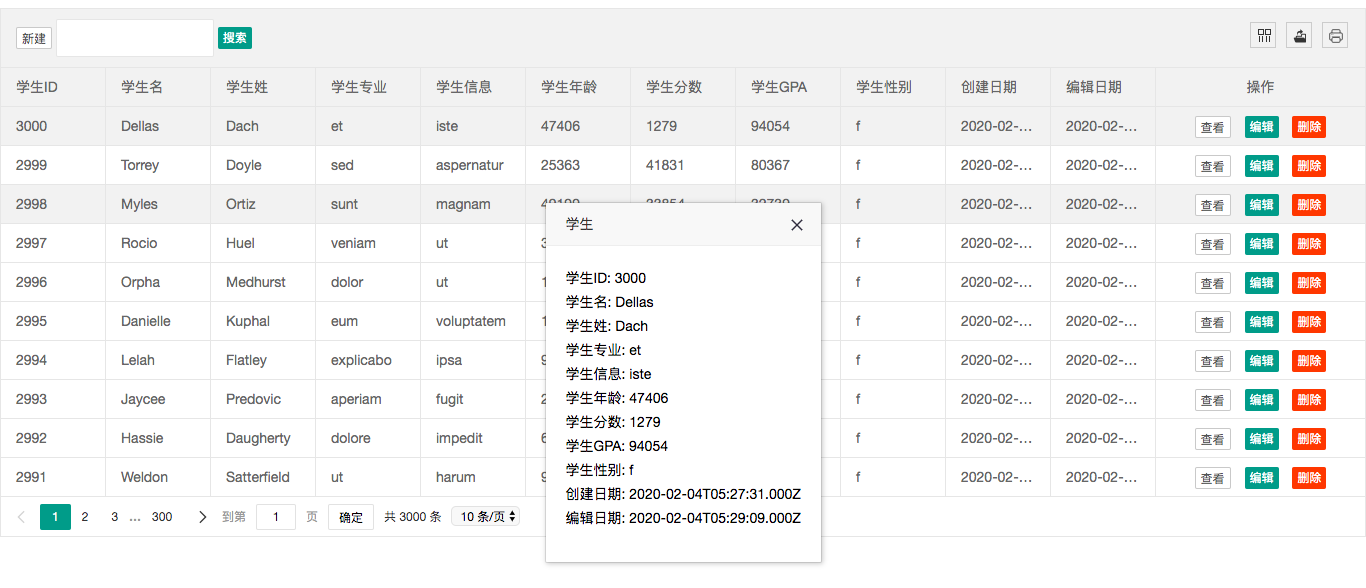 新建 搜索
学生ID 学生名 学生姓 学生专业 学生信息 学生年龄 学生分数 学生GPA 学生性别 创建日期 编辑日期 操作
3000 Dellas Dach et iste 47406 1279 94054 f 2020-02-... 2020-02-... 查看 编辑 删除
2999 Torrey Doyle sed aspernatur 25363 41831 80367 f 2020-02-... 2020-02-... 查看 编辑 删除
2998 Myles Ortiz sunt magnam f 2020-02-... 2020-02-... 查看 编辑 删除
2997 Rocio Huel veniam ut f 2020-02-... 2020-02-... 查看 编辑 删除
2996 Orpha Medhurst dolor ut f 2020-02-... 2020-02-... 查看 编辑 删除
2995 Danielle Kuphal eum voluptatem f 2020-02-... 2020-02-... 查看 编辑 删除
2994 Lelah Flatley explicabo ipsa f 2020-02-... 2020-02-... 查看 编辑 删除
2993 Jaycee Predovic aperiam fugit f 2020-02-... 2020-02-... 查看 编辑 删除
2992 Hassie Daugherty dolore impedit f 2020-02-... 2020-02-... 查看 编辑 删除
2991 Weldon Satterfield ut harum f 2020-02-... 2020-02-... 查看 编辑 删除
1 2 3 ... 300 到第 1 页 确定 共 3000 条 10 条/页
学生
学生ID: 3000
学生名: Dellas
学生姓: Dach
学生专业: et
学生信息: iste
学生年龄: 47406
学生分数: 1279
学生GPA: 94054
学生性别: f
创建日期: 2020-02-04T05:27:31.000Z
编辑日期: 2020-02-04T05:29:09.000Z